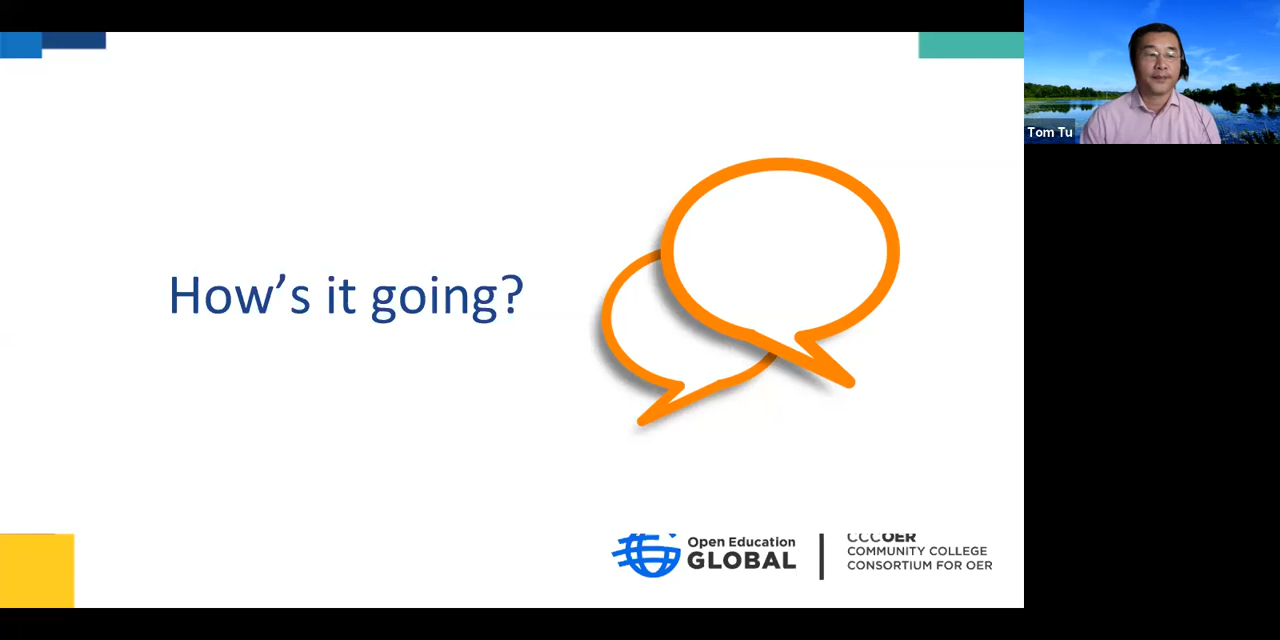 How's it going?
Open Education
GLOBAL
CCCOER
COMMUNITY COLLEGE
CONSORTIUM FOR OER
Tom Tu